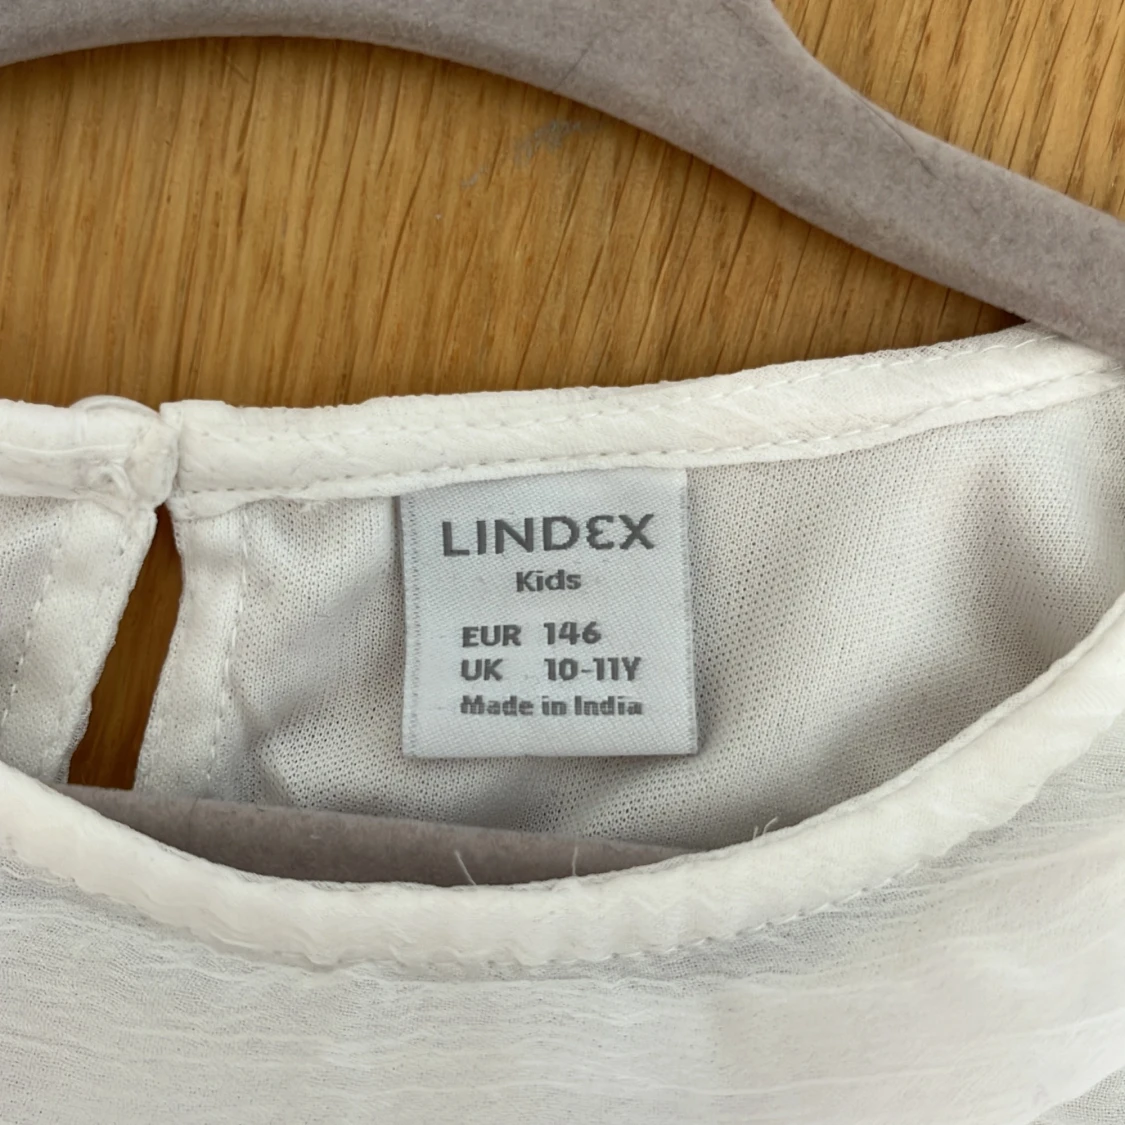 LINDEX
Kids
EUR 146
UK 10-11Y
Made in India